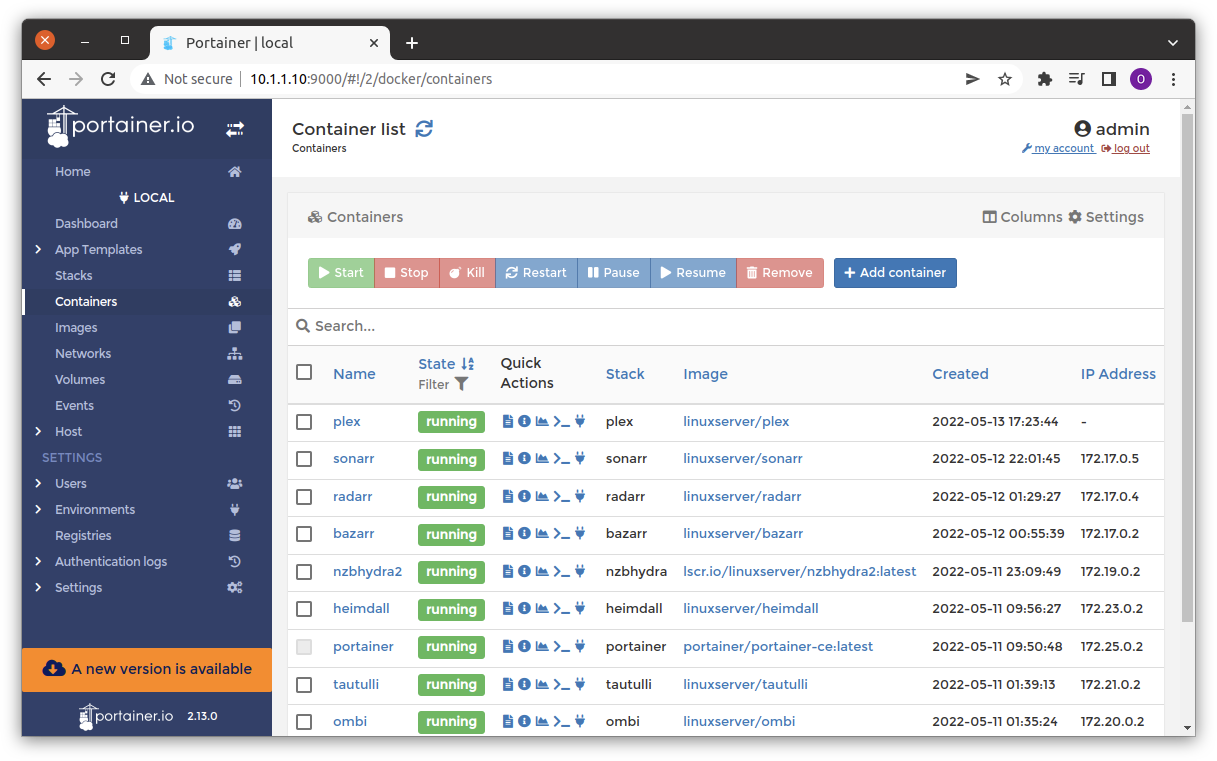 Portainer | local
Not secure 10.1.1.10:9000/#!/2/docker/containers O
portainer.io
Home
LOCAL
Dashboard
App Templates
Stacks
Containers
Images
Networks
Volumes
Events
Host
SETTINGS
Users
Environments
Registries
Authentication logs
Settings
A new version is available
portainer.io 2.13.0
Container list
Containers
admin
my account log out
Containers
Columns Settings
Start Stop Kill Restart Pause Resume Remove Add container
Search...
Name State Filter Quick Actions Stack Image Created IP Address
plex running plex linuxserver/plex 2022-05-13 17:23:44 -
sonarr running sonarr linuxserver/sonarr 2022-05-12 22:01:45 172.17.0.5
radarr running radarr linuxserver/radarr 2022-05-12 01:29:27 172.17.0.4
bazarr running bazarr linuxserver/bazarr 2022-05-12 00:55:39 172.17.0.2
nzbhydra2 running nzbhydra lscr.io/linuxserver/nzbhydra2:latest 2022-05-11 23:09:49 172.19.0.2
heimdall running heimdall linuxserver/heimdall 2022-05-11 09:56:27 172.23.0.2
portainer running portainer portainer/portainer-ce:latest 2022-05-11 09:50:48 172.25.0.2
tautulli running tautulli linuxserver/tautulli 2022-05-11 01:39:13 172.21.0.2
ombi running ombi linuxserver/ombi 2022-05-11 01:35:24 172.20.0.2